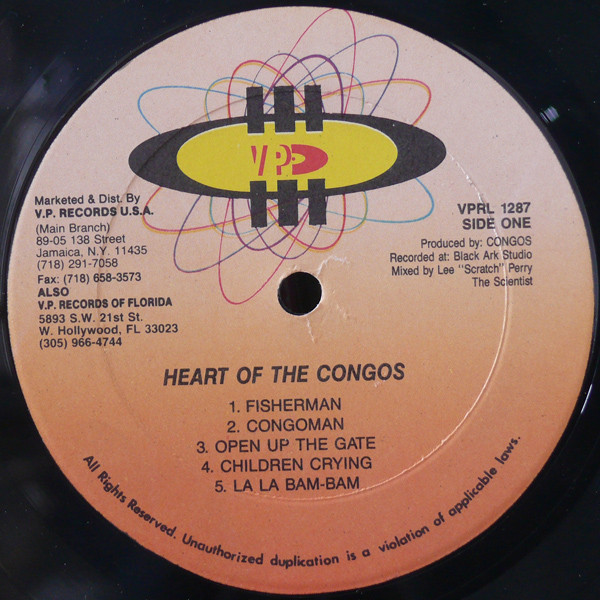 VP
Marketed & Dist. By
V.P. RECORDS U.S.A.
(Main Branch)
89-05 138 Street
Jamaica, N.Y. 11435
(718) 291-7058
Fax: (718) 658-3573
ALSO
V.P. RECORDS OF FLORIDA
5893 S.W. 21st St.
W. Hollywood, FL 33023
(305) 966-4744
VPRL 1287
SIDE ONE
Produced by: CONGOS
Recorded at: Black Ark Studio
Mixed by Lee "Scratch" Perry
The Scientist
HEART OF THE CONGOS
1. FISHERMAN
2. CONGOMAN
3. OPEN UP THE GATE
4. CHILDREN CRYING
5. LA LA BAM-BAM
All Rights Reserved. Unauthorized duplication is a violation of applicable laws.